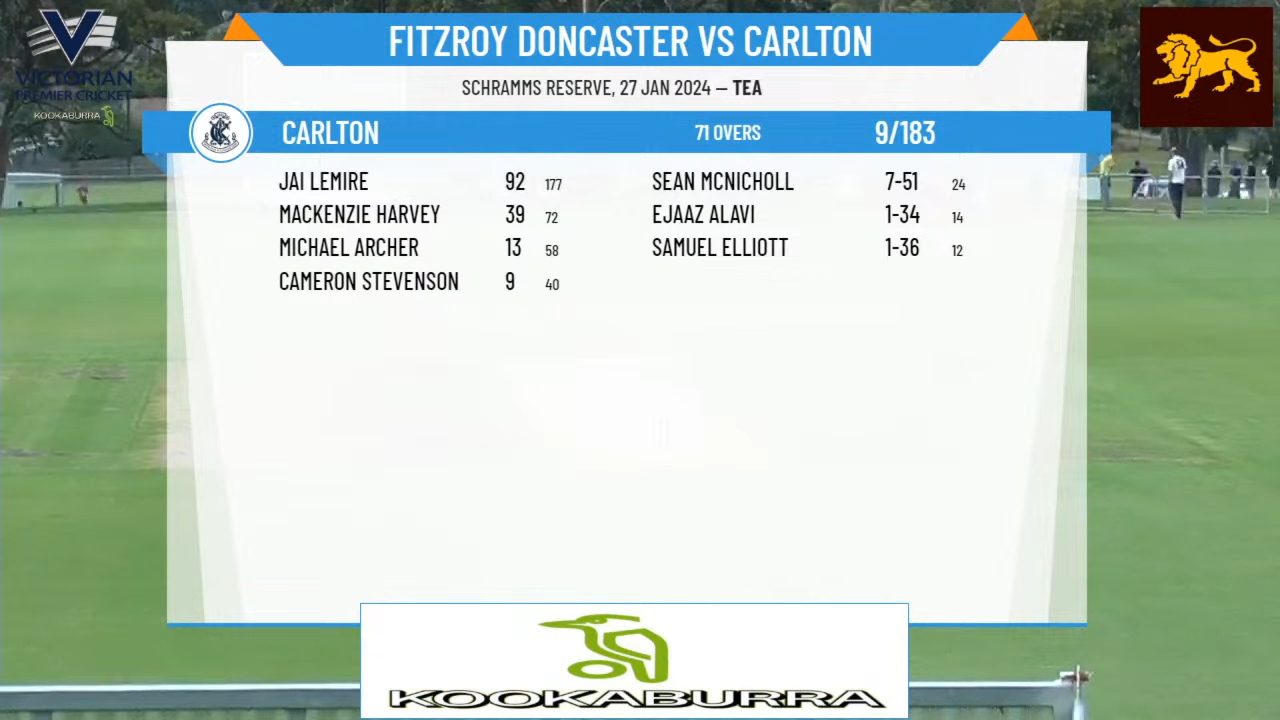 FITZROY DONCASTER VS CARLTON
VICTORIAN
PREMIER CRICKET
KOOKABURRA
SCHRAMMS RESERVE, 27 JAN 2024 – TEA
CARLTON 71 OVERS 9/183
JAI LEMIRE 92 177 SEAN MCNICHOLL 7-51 24
MACKENZIE HARVEY 39 72 EJAAZ ALAVI 1-34 14
MICHAEL ARCHER 13 58 SAMUEL ELLIOTT 1-36 12
CAMERON STEVENSON 9 40
KOOKABURRA